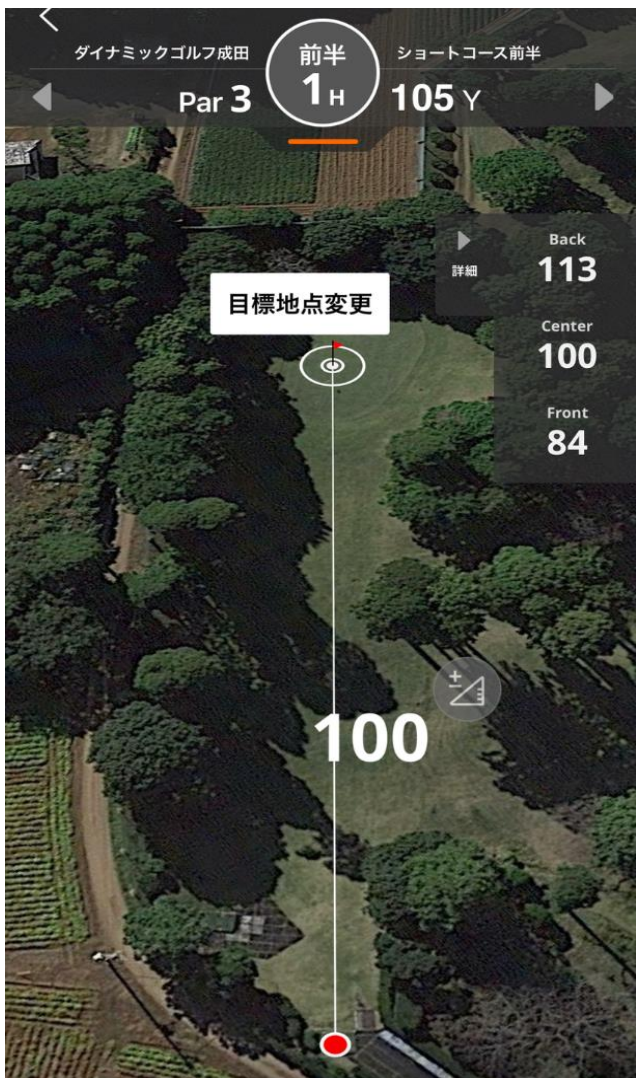 ダイナミックゴルフ成田
前半
ショートコース前半
Par 3
1 H
105 Y
Back
113
詳細
Center
100
Front
84
目標地点変更
100